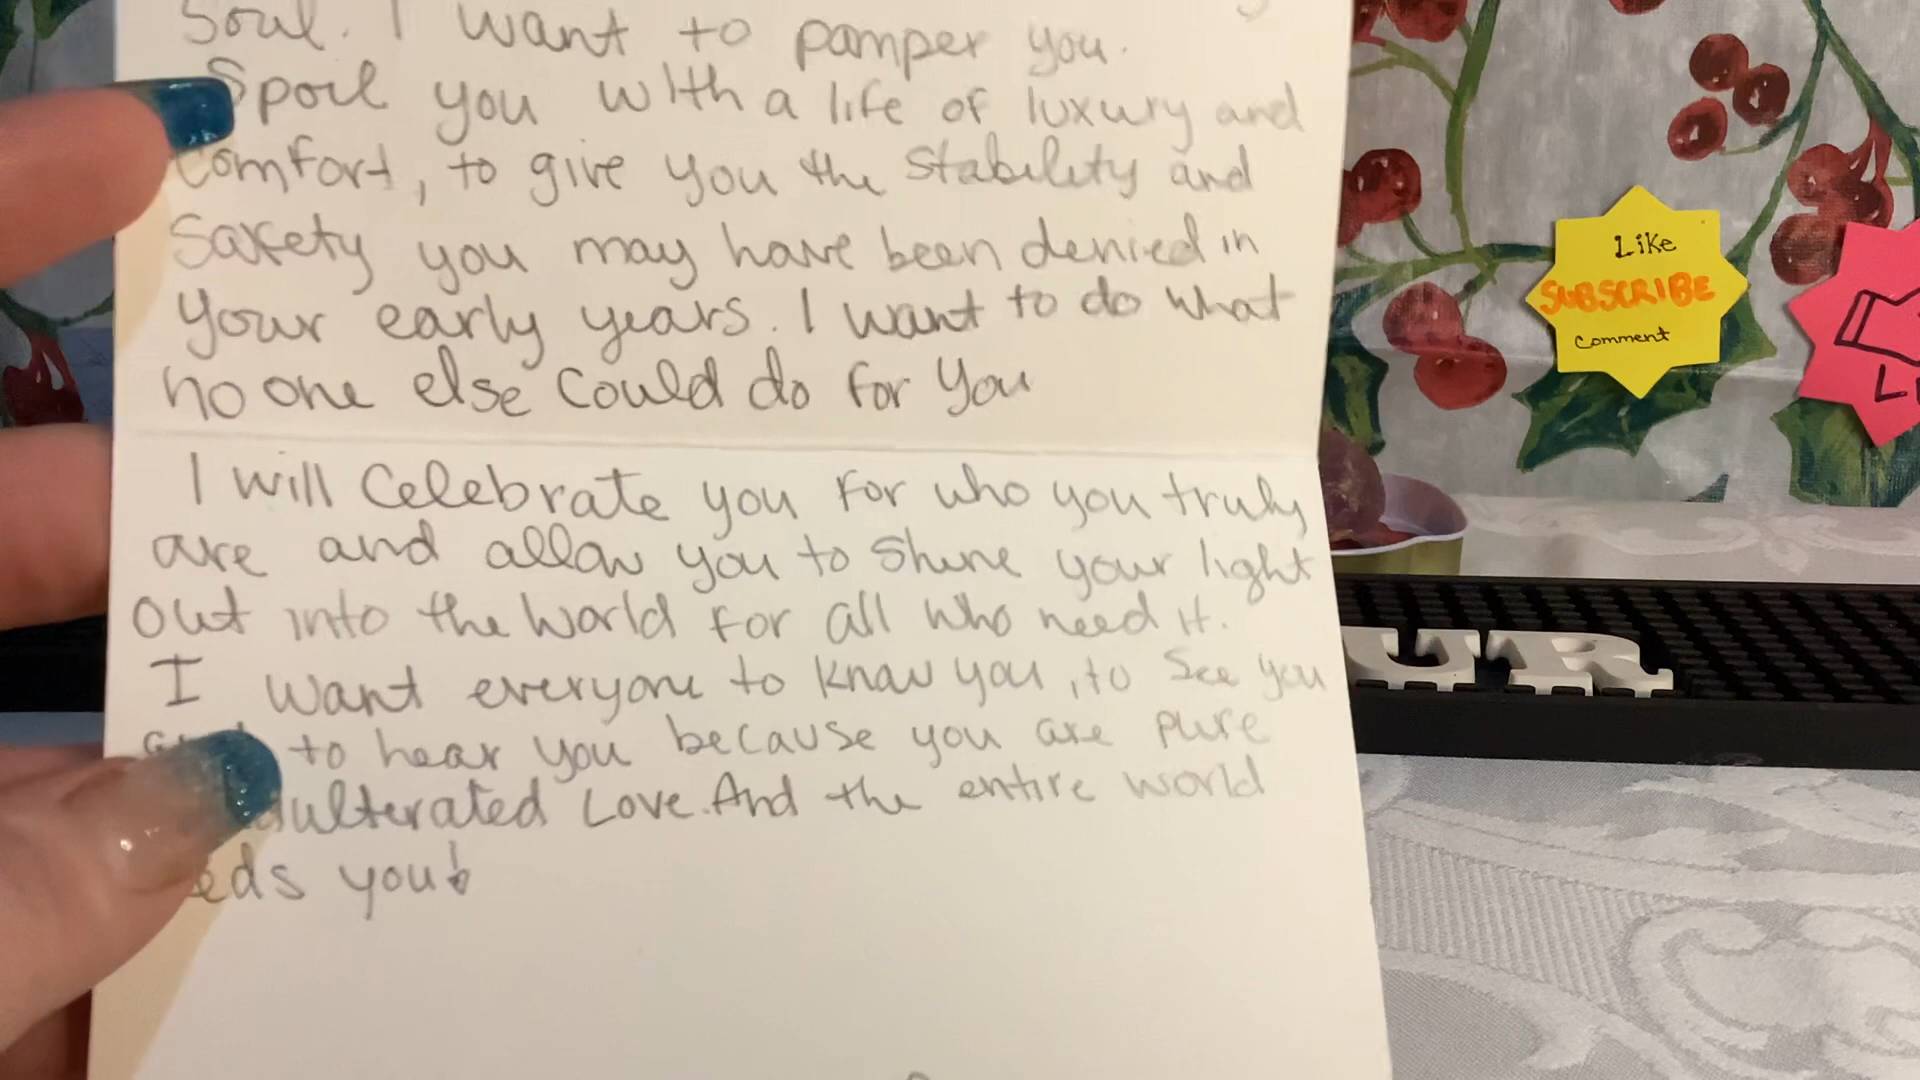 Soul. I want to pamper you.
Spoil you with a life of luxury and
comfort, to give you the stability and
Safety you may have been denied in
your early years. I want to do what
no one else could do for you
I will celebrate you for who you truly
are and allow you to shine your light
out into the world for all who need it.
I want everyone to know you, to see you
to hear you because you are pure
dulterated Love. And the entire world
eds you!
Like
SUBSCRIBE
comment
LI
UR